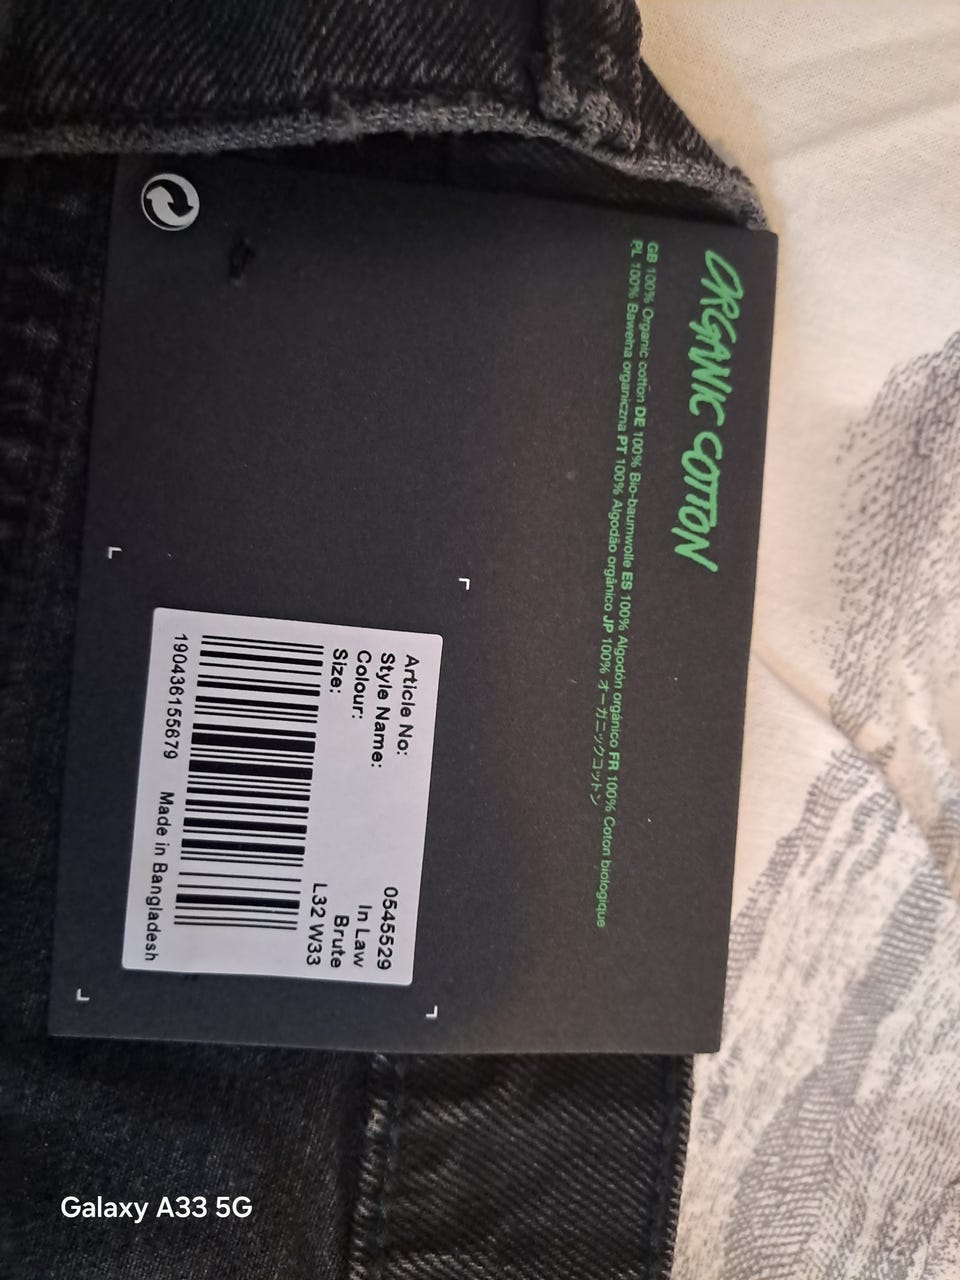 ORGANIC COTTON
GB 100% Organic cotton DE 100% Bio-baumwolle ES 100% Algodón orgánico FR 100% Coton biologique
PL 100% Bawełna organiczna PT 100% Algodão orgânico JP 100% オーガニックコットン
Article No: 0545529
Style Name: In Law
Colour: Brute
Size: L32 W33
190436155679 Made in Bangladesh
Galaxy A33 5G